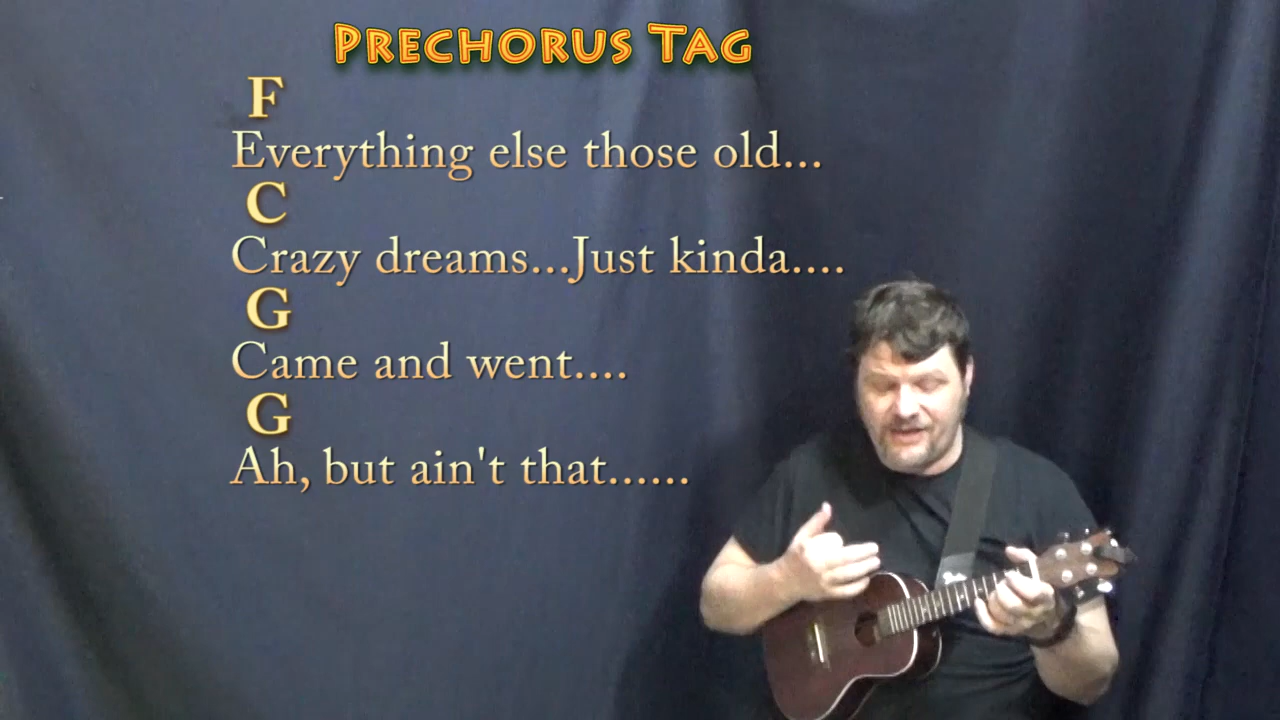 Prechorus Tag
F
Everything else those old...
C
Crazy dreams...Just kinda....
G
Came and went....
G
Ah, but ain't that......